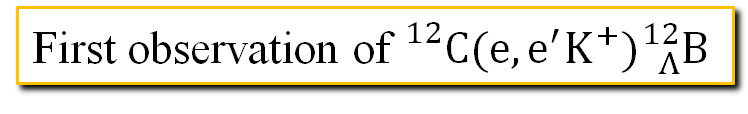 First observation of ¹²C(e, e′K⁺)¹²ΛB